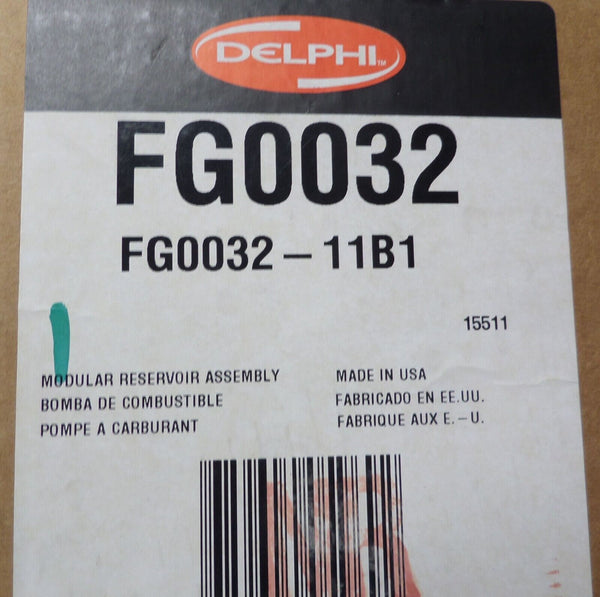 DELPHI™
FG0032
FG0032 – 11B1
15511
MODULAR RESERVOIR ASSEMBLY
BOMBA DE COMBUSTIBLE
POMPE A CARBURANT
MADE IN USA
FABRICADO EN EE.UU.
FABRIQUE AUX E.–U.